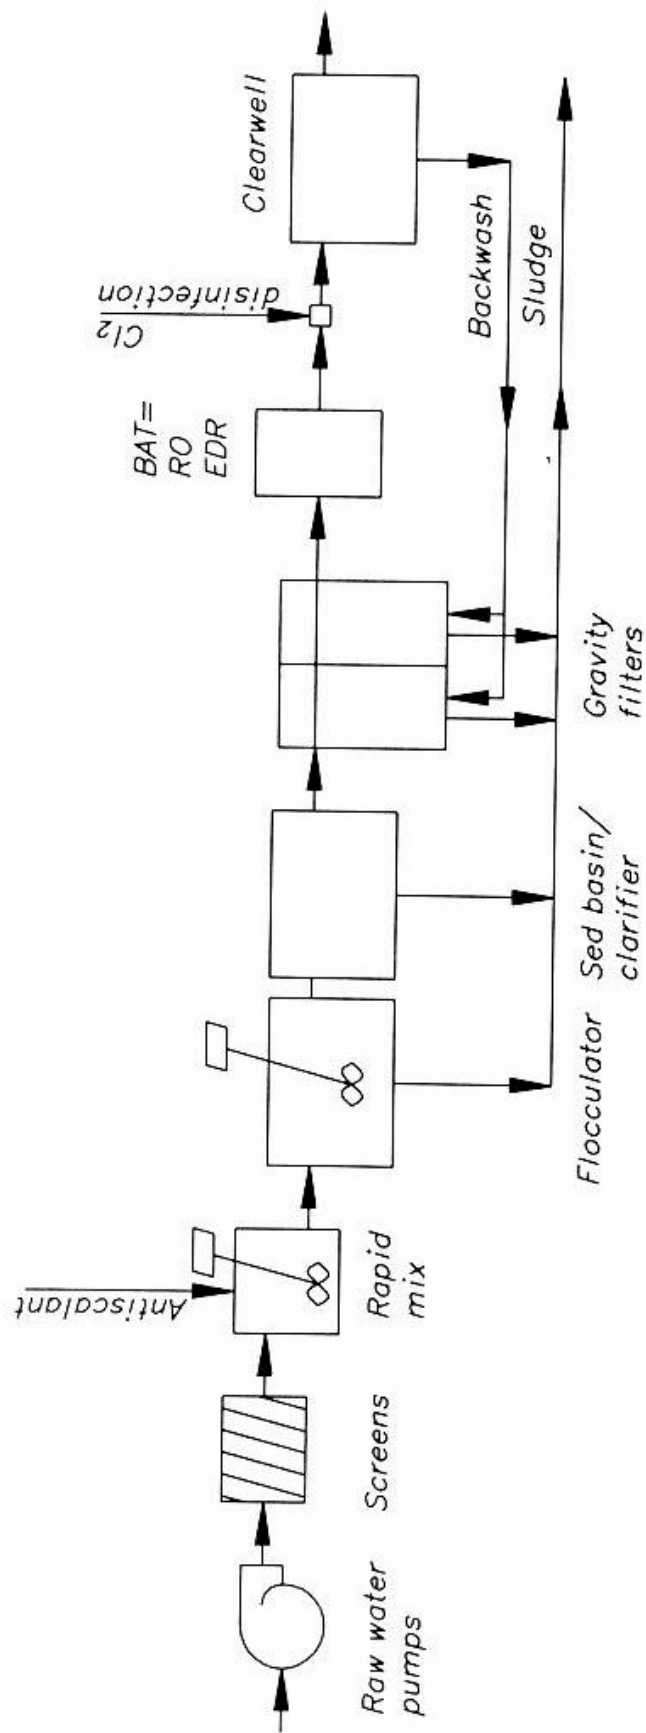 Raw water
pumps
Screens
Antiscalant
Rapid
mix
Flocculator
Sed basin/
clarifier
Gravity
filters
BAT=
RO
EDR
Cl2
disinfection
Clearwell
Backwash
Sludge